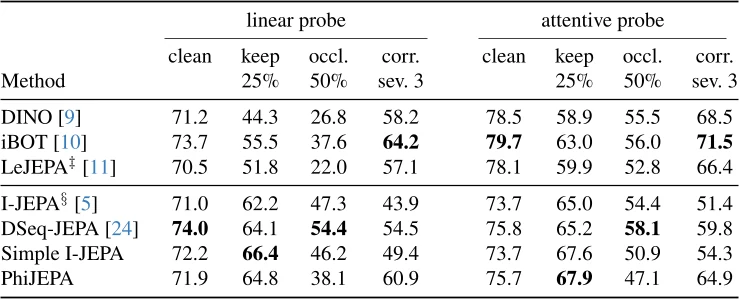 linear probe attentive probe
clean keep occl. corr. clean keep occl. corr.
Method 25% 50% sev. 3 25% 50% sev. 3
DINO [9] 71.2 44.3 26.8 58.2 78.5 58.9 55.5 68.5
iBOT [10] 73.7 55.5 37.6 64.2 79.7 63.0 56.0 71.5
LeJEPA‡ [11] 70.5 51.8 22.0 57.1 78.1 59.9 52.8 66.4
I-JEPA§ [5] 71.0 62.2 47.3 43.9 73.7 65.0 54.4 51.4
DSeq-JEPA [24] 74.0 64.1 54.4 54.5 75.8 65.2 58.1 59.8
Simple I-JEPA 72.2 66.4 46.2 49.4 73.7 67.6 50.9 54.3
PhiJEPA 71.9 64.8 38.1 60.9 75.7 67.9 47.1 64.9